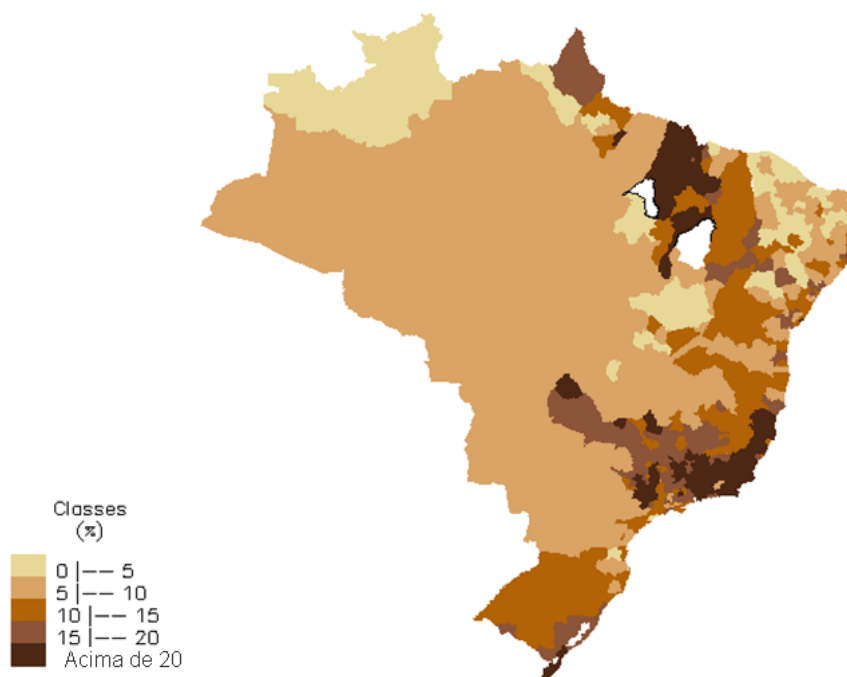 Classes
(%)
0 |—— 5
5 |—— 10
10 |—— 15
15 |—— 20
Acima de 20